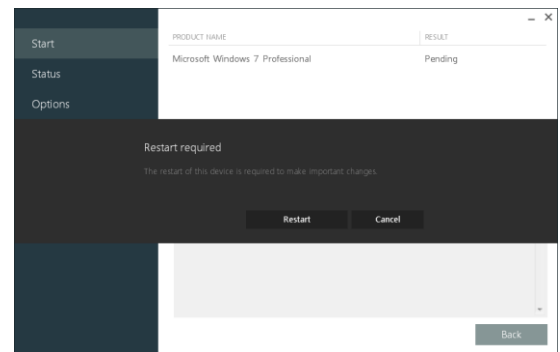 PRODUCT NAME RESULT
Start
Microsoft Windows 7 Professional Pending
Status
Options
Restart required
The restart of this device is required to make important changes.
Restart Cancel
Back